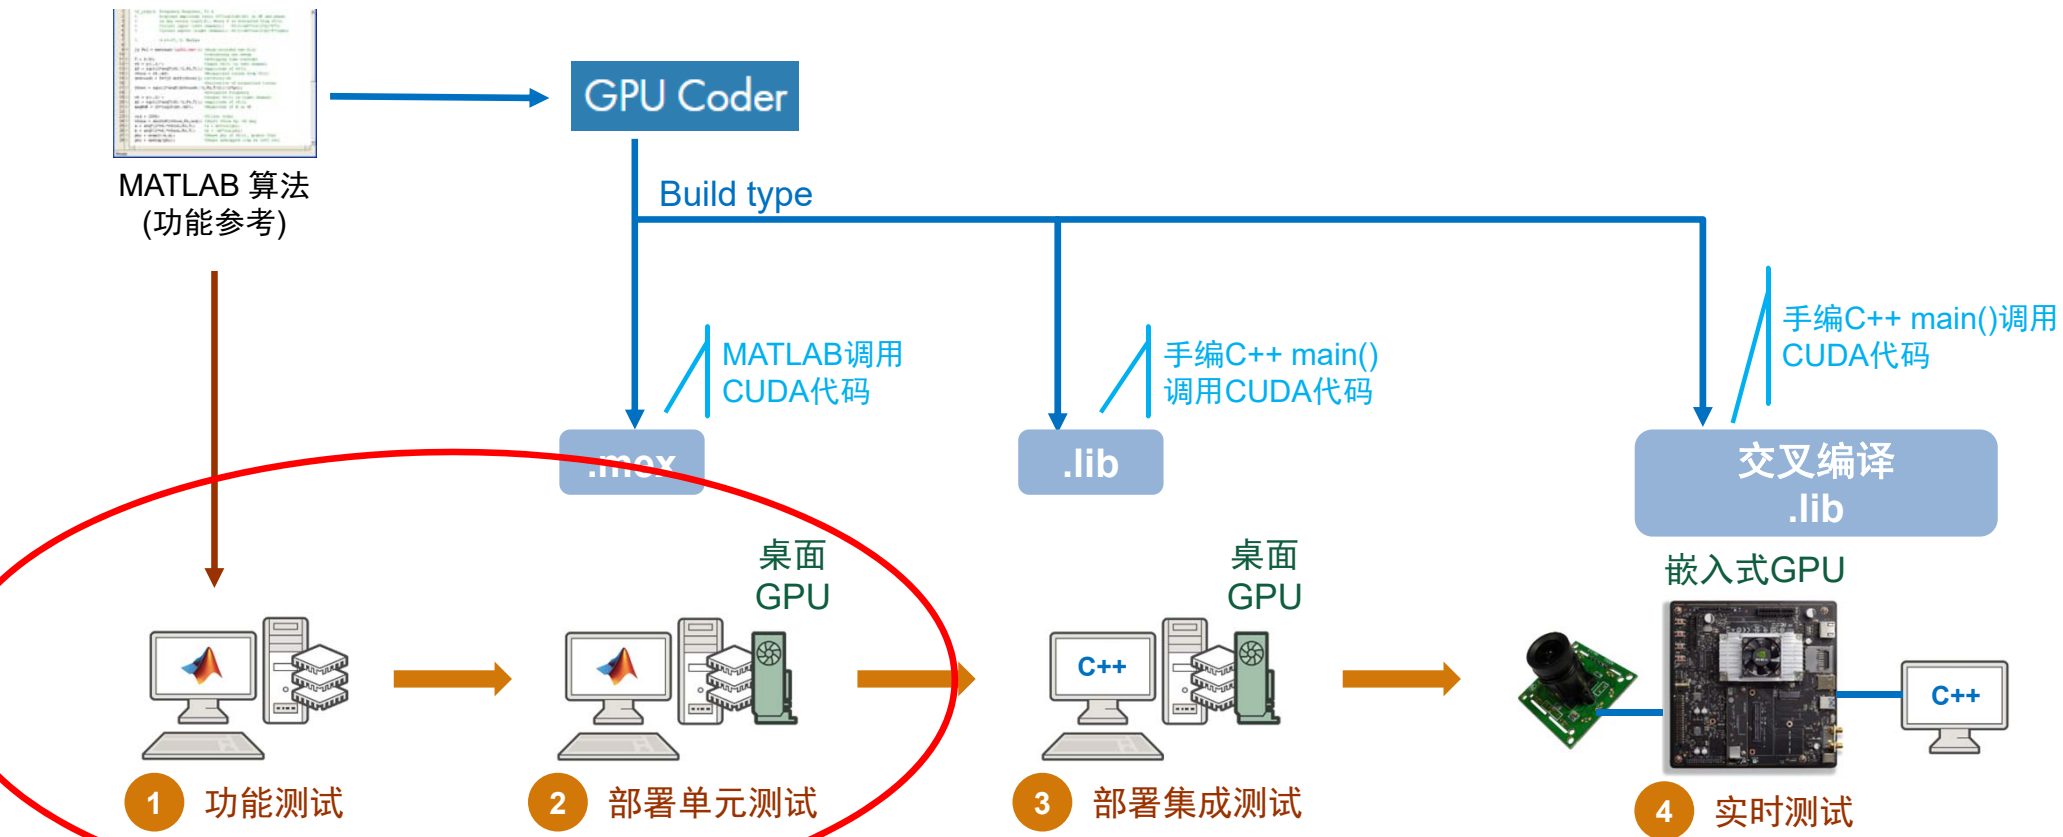 GPU Coder
MATLAB 算法
(功能参考)
Build type
MATLAB调用
CUDA代码
手编C++ main()
调用CUDA代码
手编C++ main()调用
CUDA代码
.mex
.lib
交叉编译
.lib
桌面
GPU
桌面
GPU
嵌入式GPU
C++
C++
1 功能测试
2 部署单元测试
3 部署集成测试
4 实时测试